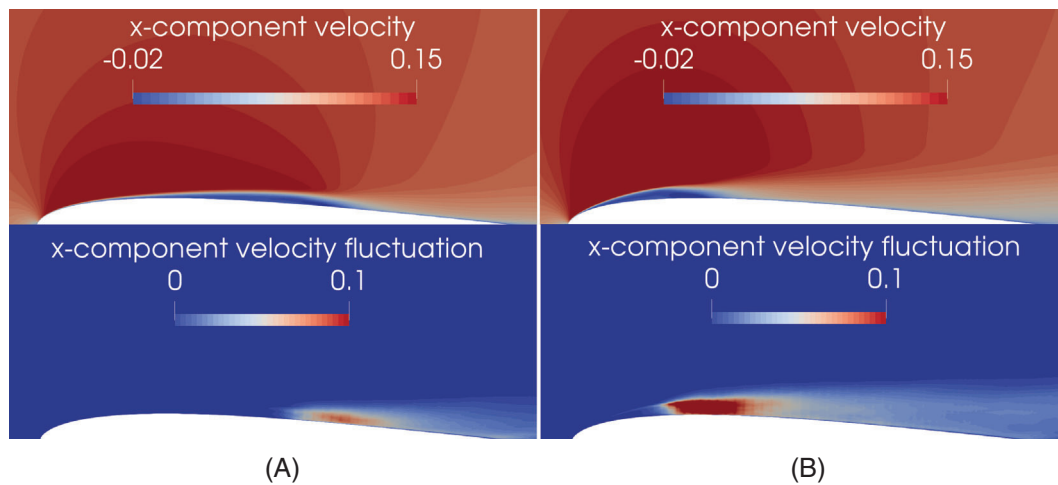 x-component velocity
-0.02 0.15
x-component velocity fluctuation
0 0.1
(A)
x-component velocity
-0.02 0.15
x-component velocity fluctuation
0 0.1
(B)